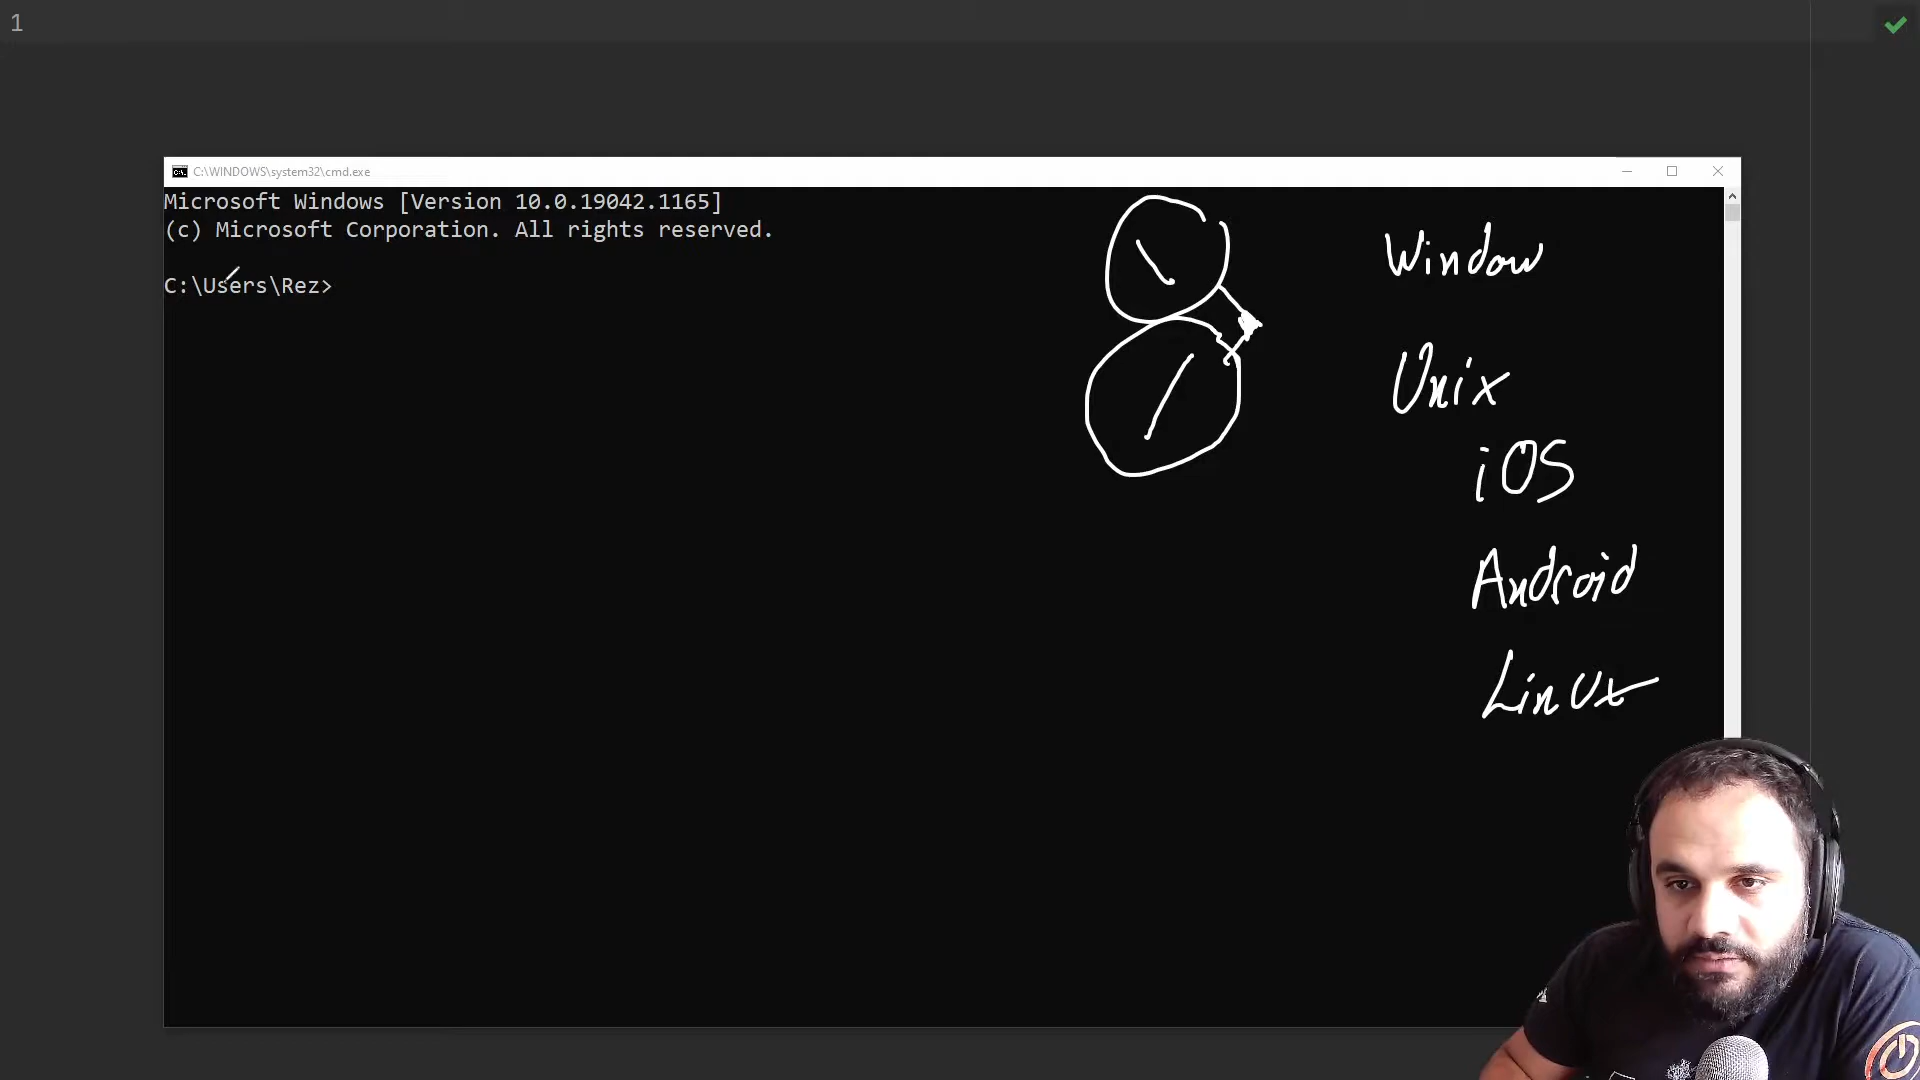 1
C:\WINDOWS\system32\cmd.exe
Microsoft Windows [Version 10.0.19042.1165]
(c) Microsoft Corporation. All rights reserved.
C:\Users\Rez>
\
/
Window
Unix
iOS
Android
Linux